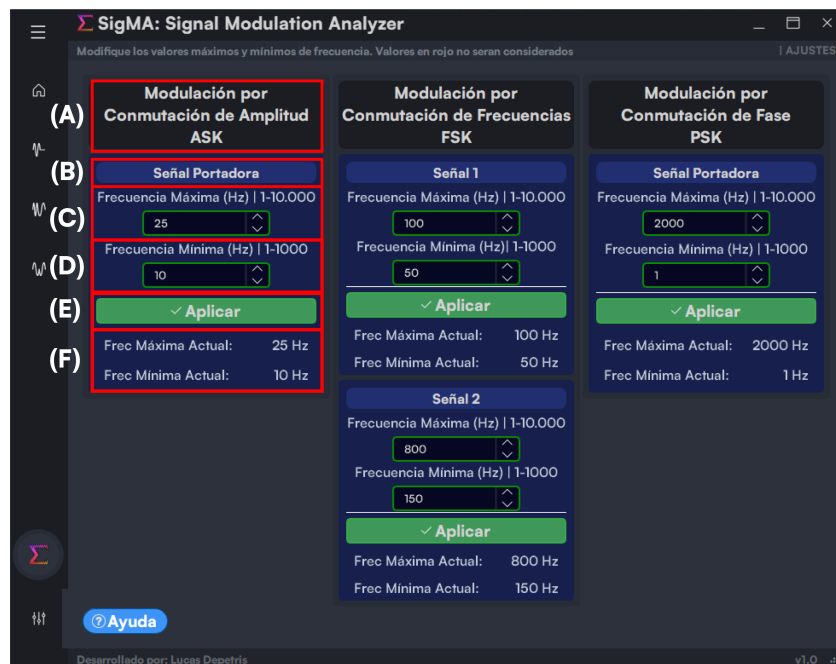 SigMA: Signal Modulation Analyzer
Modifique los valores máximos y mínimos de frecuencia. Valores en rojo no seran considerados
| AJUSTES
(A)
Modulación por
Conmutación de Amplitud
ASK
(B)
Señal Portadora
(C)
Frecuencia Máxima (Hz) | 1-10.000
25
(D)
Frecuencia Mínima (Hz) | 1-1000
10
(E)
Aplicar
(F)
Frec Máxima Actual: 25 Hz
Frec Mínima Actual: 10 Hz
Modulación por
Conmutación de Frecuencias
FSK
Señal 1
Frecuencia Máxima (Hz) | 1-10.000
100
Frecuencia Mínima (Hz)| 1-1000
50
Aplicar
Frec Máxima Actual: 100 Hz
Frec Mínima Actual: 50 Hz
Señal 2
Frecuencia Máxima (Hz) | 1-10.000
800
Frecuencia Mínima (Hz) | 1-1000
150
Aplicar
Frec Máxima Actual: 800 Hz
Frec Mínima Actual: 150 Hz
Modulación por
Conmutación de Fase
PSK
Señal Portadora
Frecuencia Máxima (Hz) | 1-10.000
2000
Frecuencia Mínima (Hz) | 1-1000
1
Aplicar
Frec Máxima Actual: 2000 Hz
Frec Mínima Actual: 1 Hz
Ayuda
Desarrollado por: Lucas Depetris
v1.0